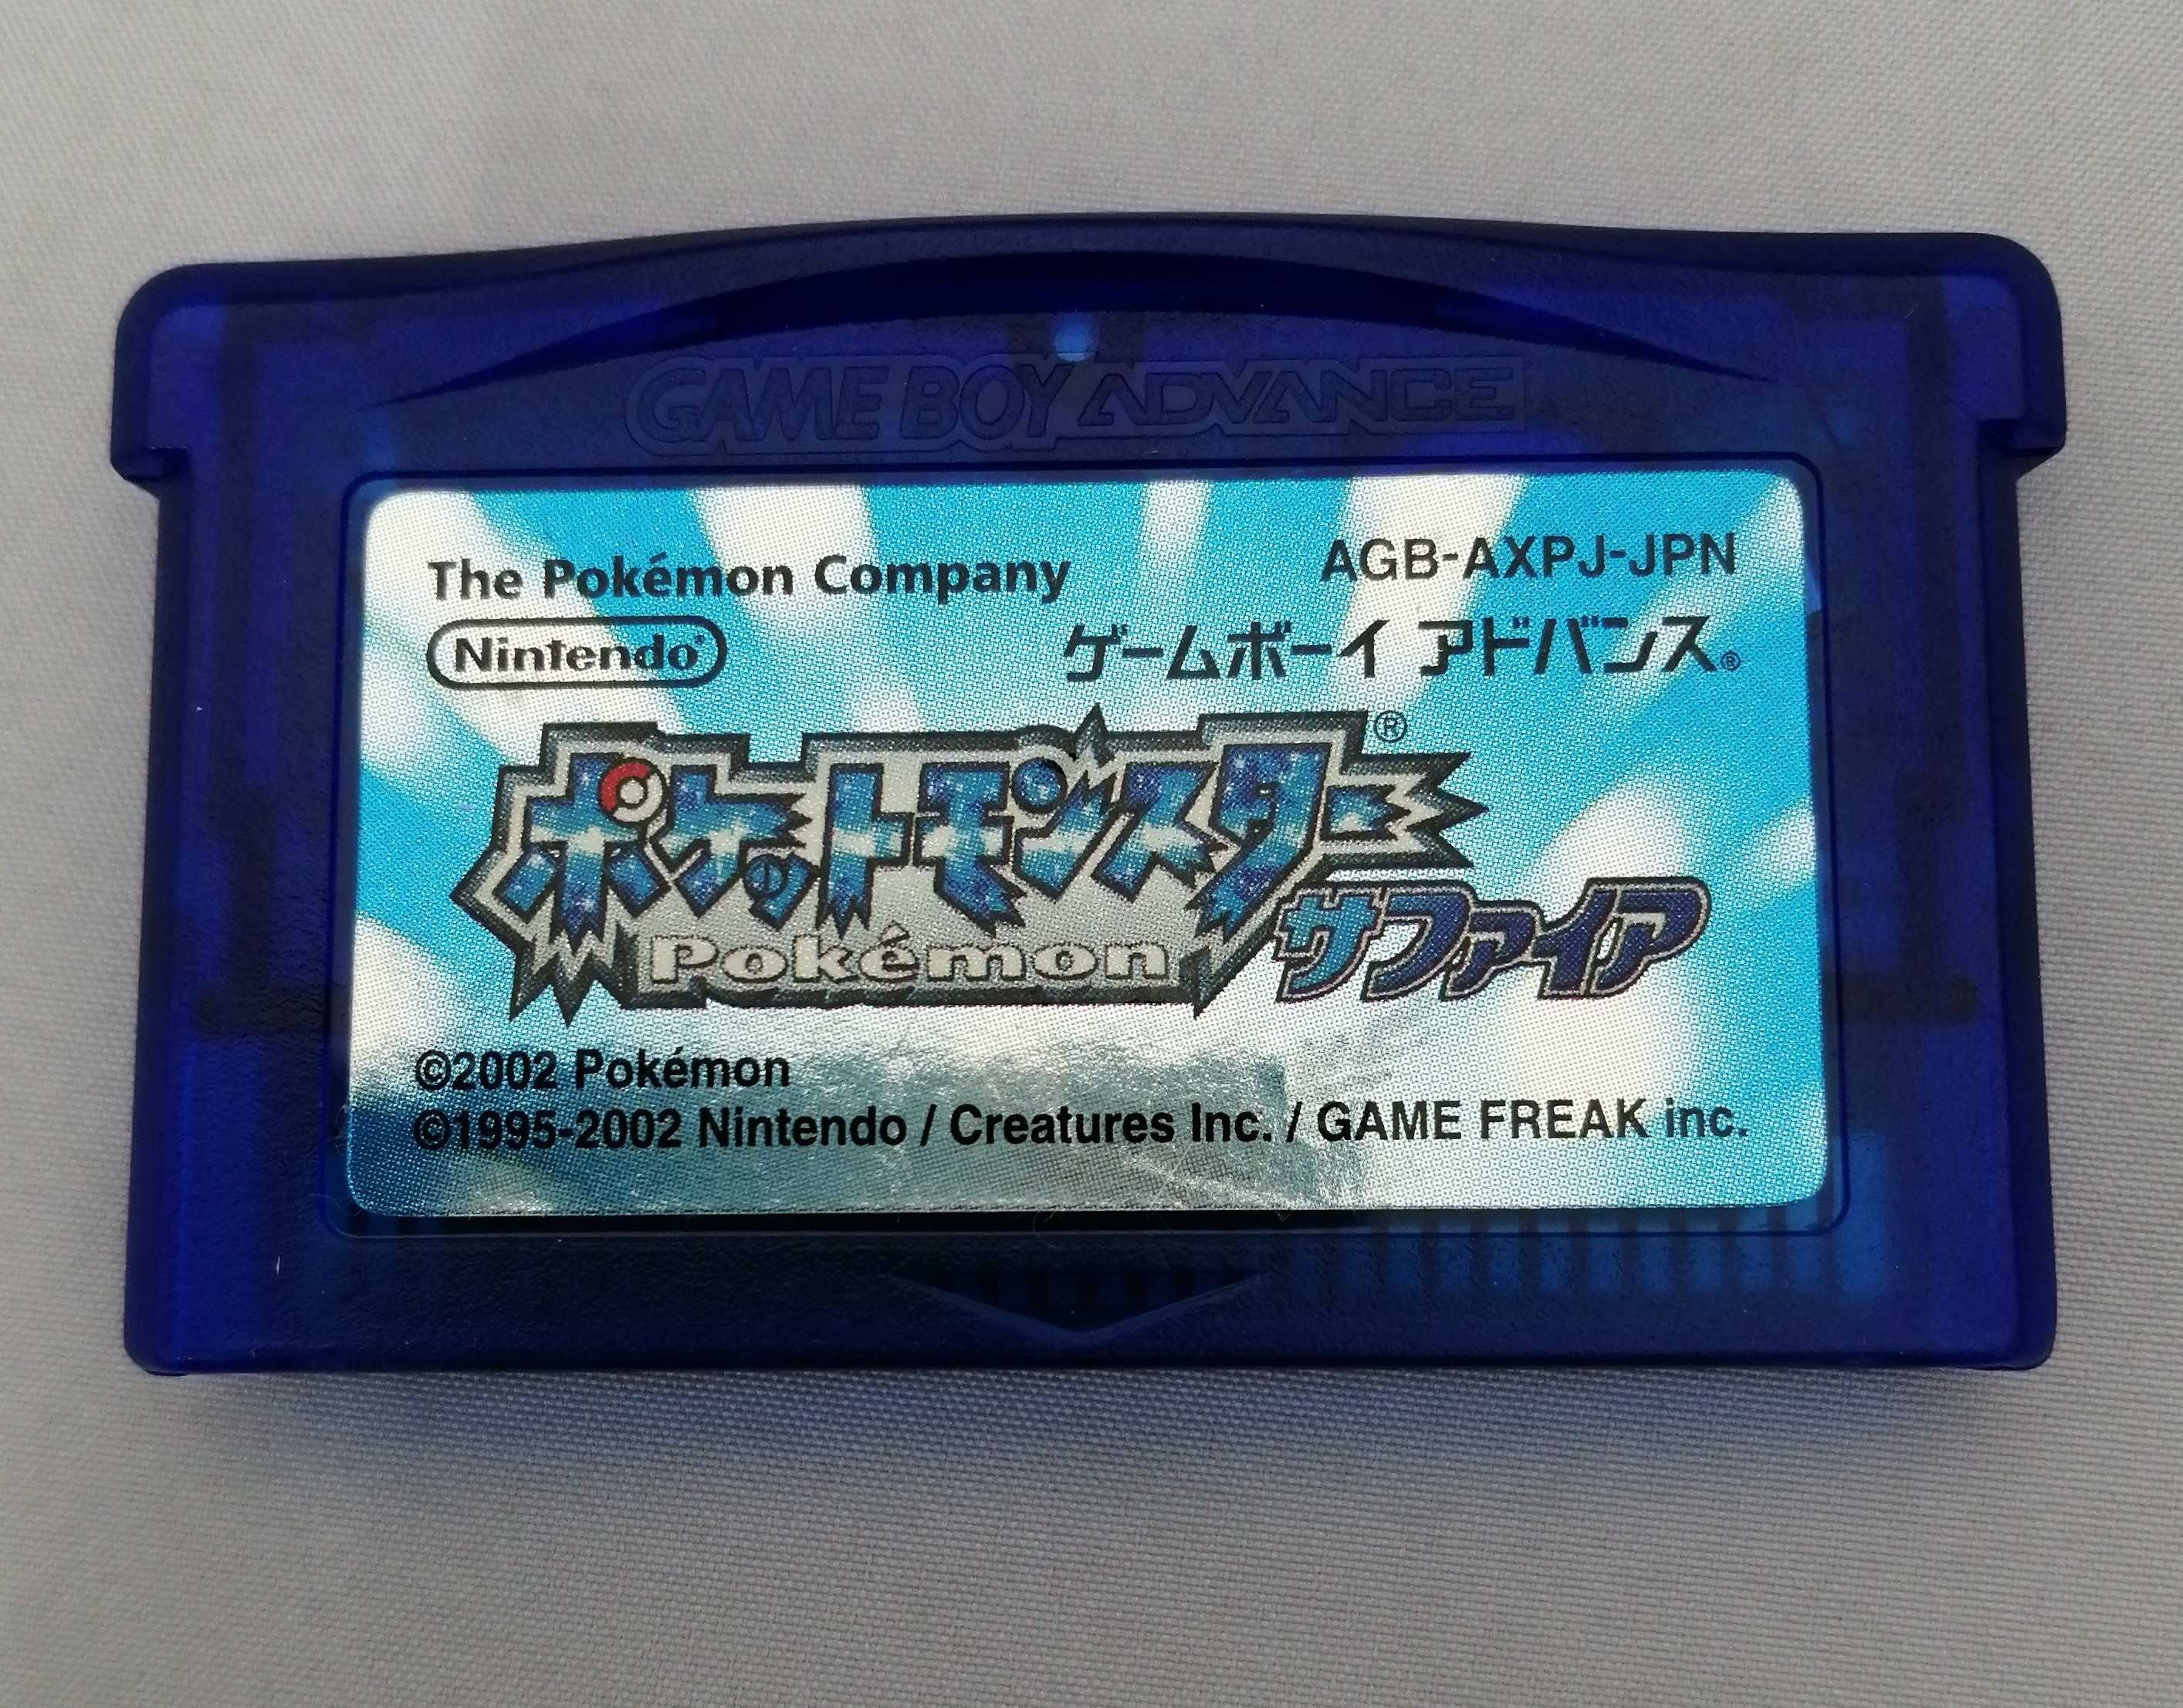 GAME BOY ADVANCE
The Pokémon Company
AGB-AXPJ-JPN
Nintendo®
ゲームボーイ アドバンス®
ポケットモンスター®
Pokémon
サファイア
©2002 Pokémon
©1995-2002 Nintendo / Creatures Inc. / GAME FREAK inc.